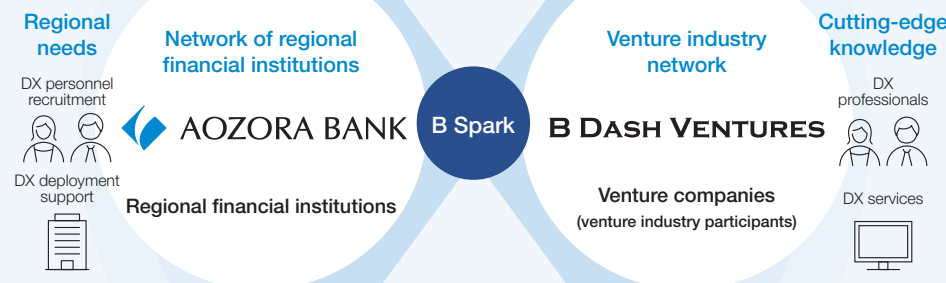 Regional
needs
DX personnel
recruitment
DX deployment
support
Network of regional
financial institutions
AOZORA BANK
Regional financial institutions
B Spark
Venture industry
network
B DASH VENTURES
Venture companies
(venture industry participants)
Cutting-edge
knowledge
DX
professionals
DX services